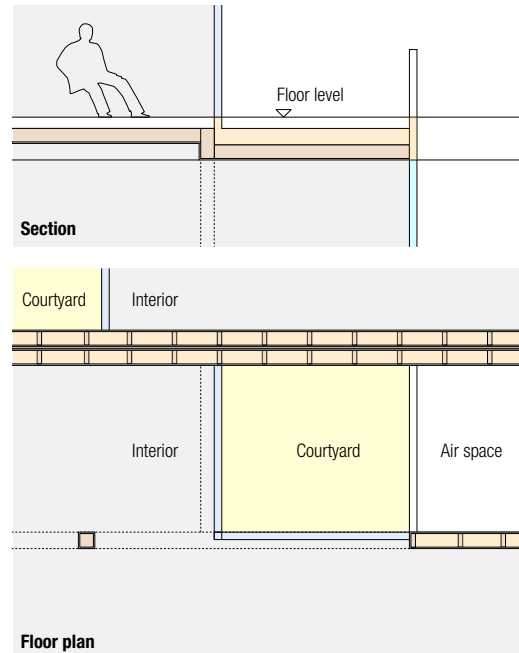 Floor level
Section
Courtyard
Interior
Interior
Courtyard
Air space
Floor plan